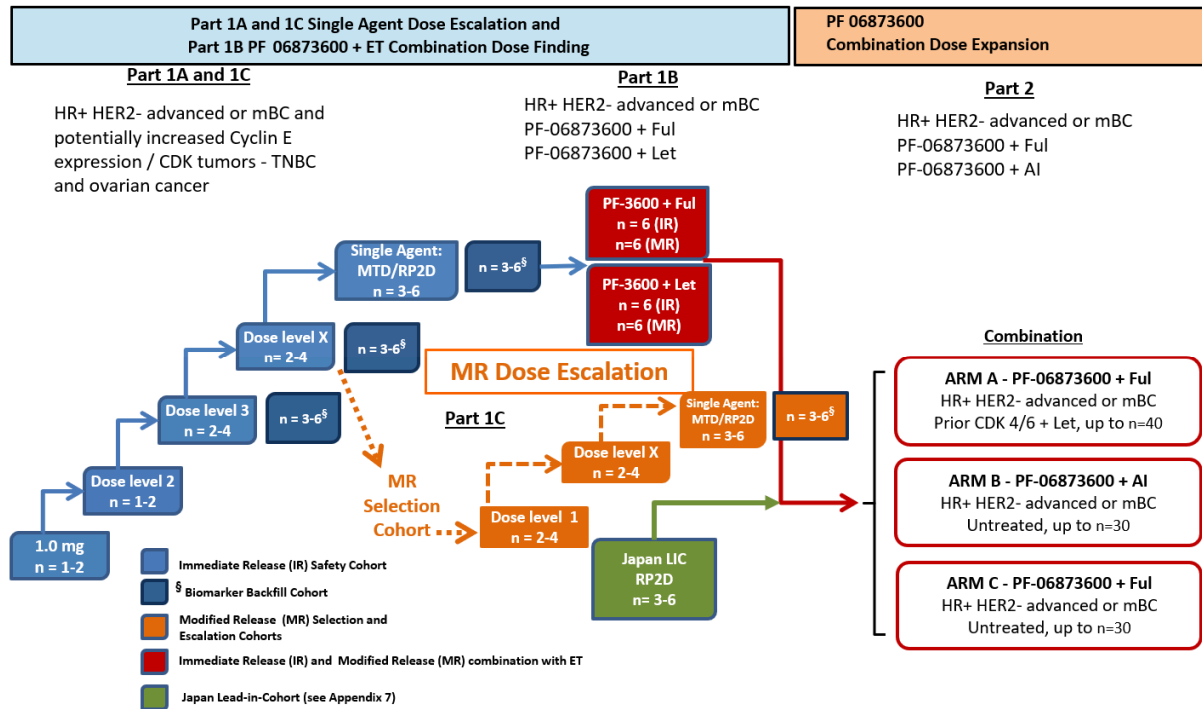 Part 1A and 1C Single Agent Dose Escalation and
Part 1B PF 06873600 + ET Combination Dose Finding
PF 06873600
Combination Dose Expansion
Part 1A and 1C
HR+ HER2- advanced or mBC and
potentially increased Cyclin E
expression / CDK tumors - TNBC
and ovarian cancer
Part 1B
HR+ HER2- advanced or mBC
PF-06873600 + Ful
PF-06873600 + Let
Part 2
HR+ HER2- advanced or mBC
PF-06873600 + Ful
PF-06873600 + AI
PF-3600 + Ful
n = 6 (IR)
n=6 (MR)
Single Agent:
MTD/RP2D
n = 3-6
n = 3-6§
PF-3600 + Let
n = 6 (IR)
n=6 (MR)
Dose level X
n= 2-4
n = 3-6§
MR Dose Escalation
Dose level 3
n = 2-4
n = 3-6§
Part 1C
Single Agent:
MTD/RP2D
n = 3-6
n = 3-6§
Dose level X
n = 2-4
Dose level 2
n = 1-2
MR
Selection
Cohort
Dose level 1
n = 2-4
1.0 mg
n = 1-2
Japan LIC
RP2D
n= 3-6
Combination
ARM A - PF-06873600 + Ful
HR+ HER2- advanced or mBC
Prior CDK 4/6 + Let, up to n=40
ARM B - PF-06873600 + AI
HR+ HER2- advanced or mBC
Untreated, up to n=30
ARM C - PF-06873600 + Ful
HR+ HER2- advanced or mBC
Untreated, up to n=30
Immediate Release (IR) Safety Cohort
§ Biomarker Backfill Cohort
Modified Release (MR) Selection and
Escalation Cohorts
Immediate Release (IR) and Modified Release (MR) combination with ET
Japan Lead-in-Cohort (see Appendix 7)